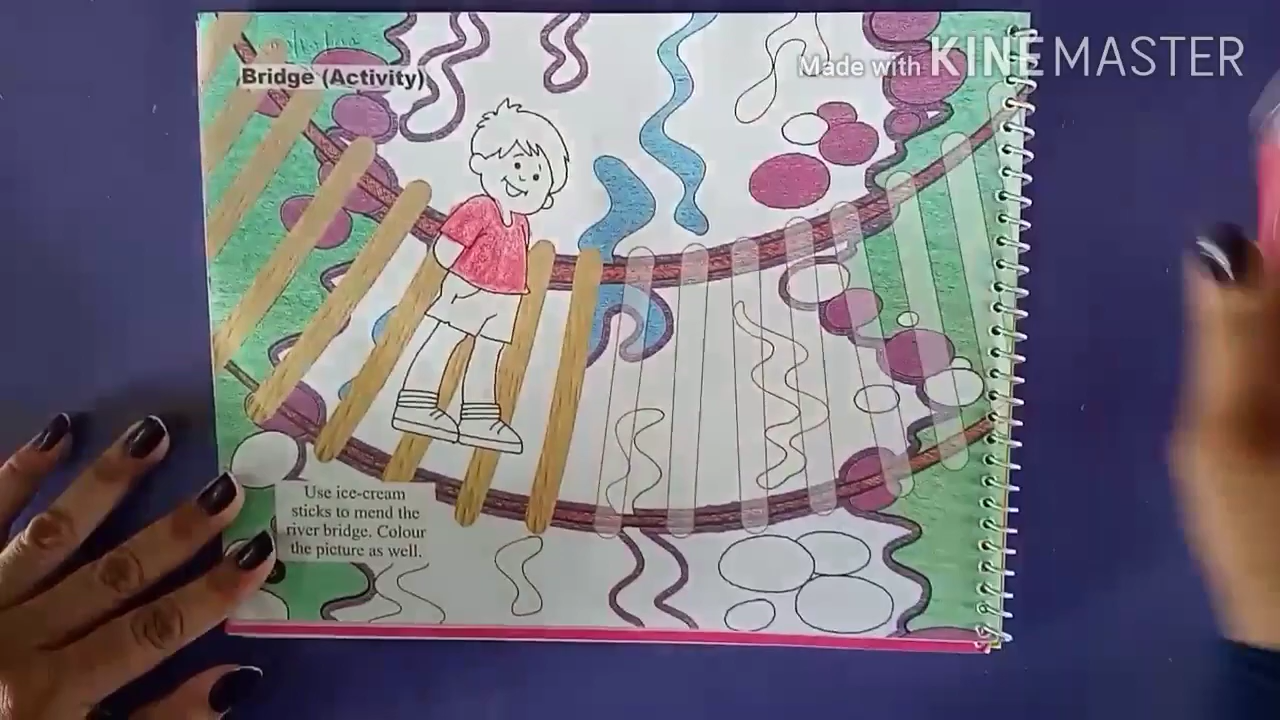 Made with KINEMASTER
Bridge (Activity)
Use ice-cream
sticks to mend the
river bridge. Colour
the picture as well.